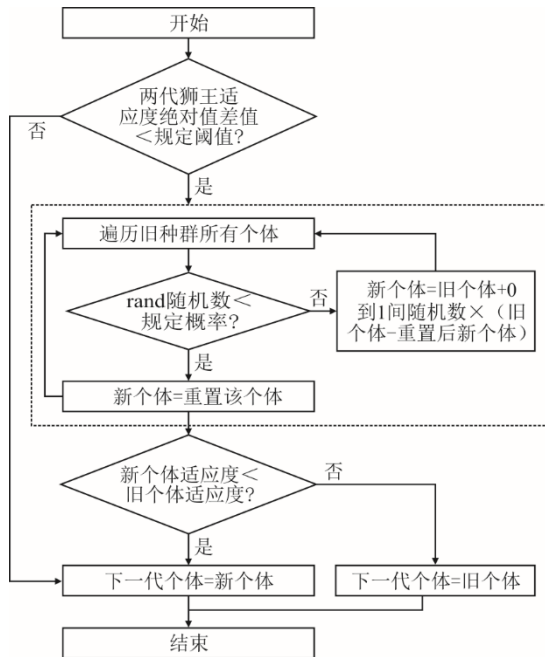 开始
两代狮王适
应度绝对值差值
<规定阈值?
否
是
遍历旧种群所有个体
rand随机数<
规定概率?
否
新个体=旧个体+0
到1间随机数×（旧
个体-重置后新个体）
是
新个体=重置该个体
新个体适应度<
旧个体适应度?
否
是
下一代个体=新个体
下一代个体=旧个体
结束